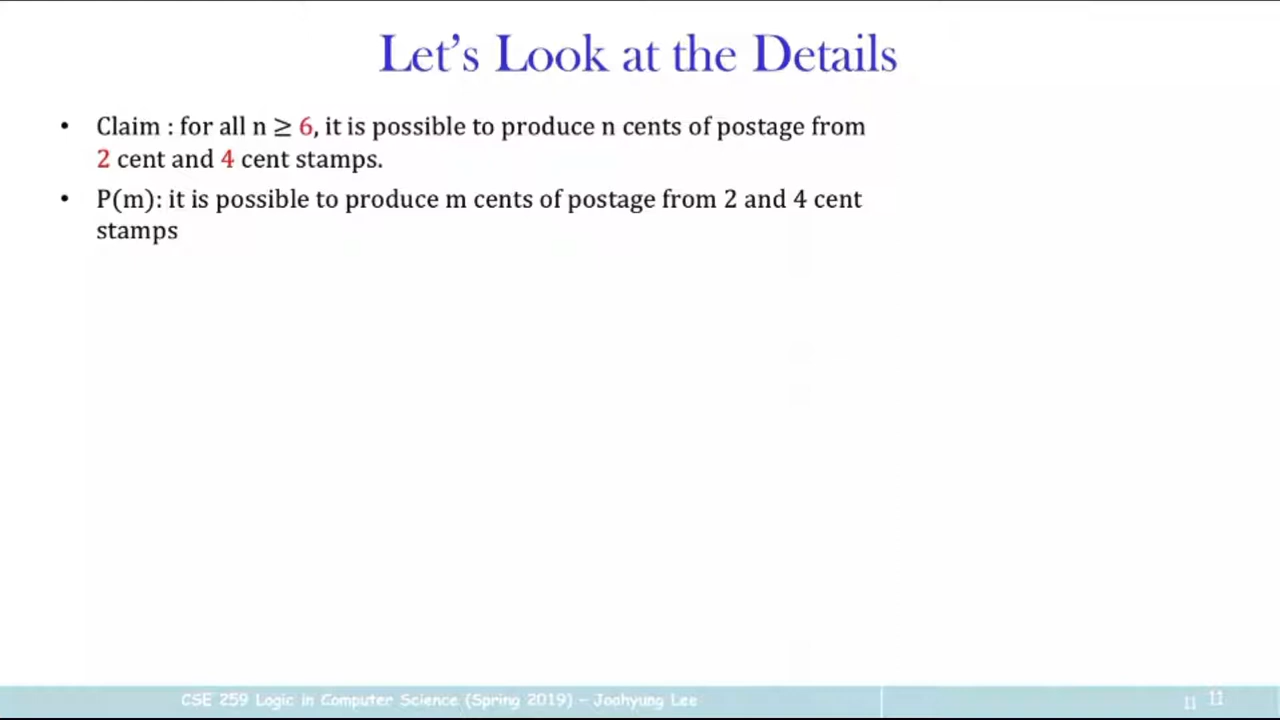 Let's Look at the Details
• Claim : for all n ≥ 6, it is possible to produce n cents of postage from
2 cent and 4 cent stamps.
• P(m): it is possible to produce m cents of postage from 2 and 4 cent
stamps
CSE 259 Logic in Computer Science (Spring 2019) – Joohyung Lee
11 11